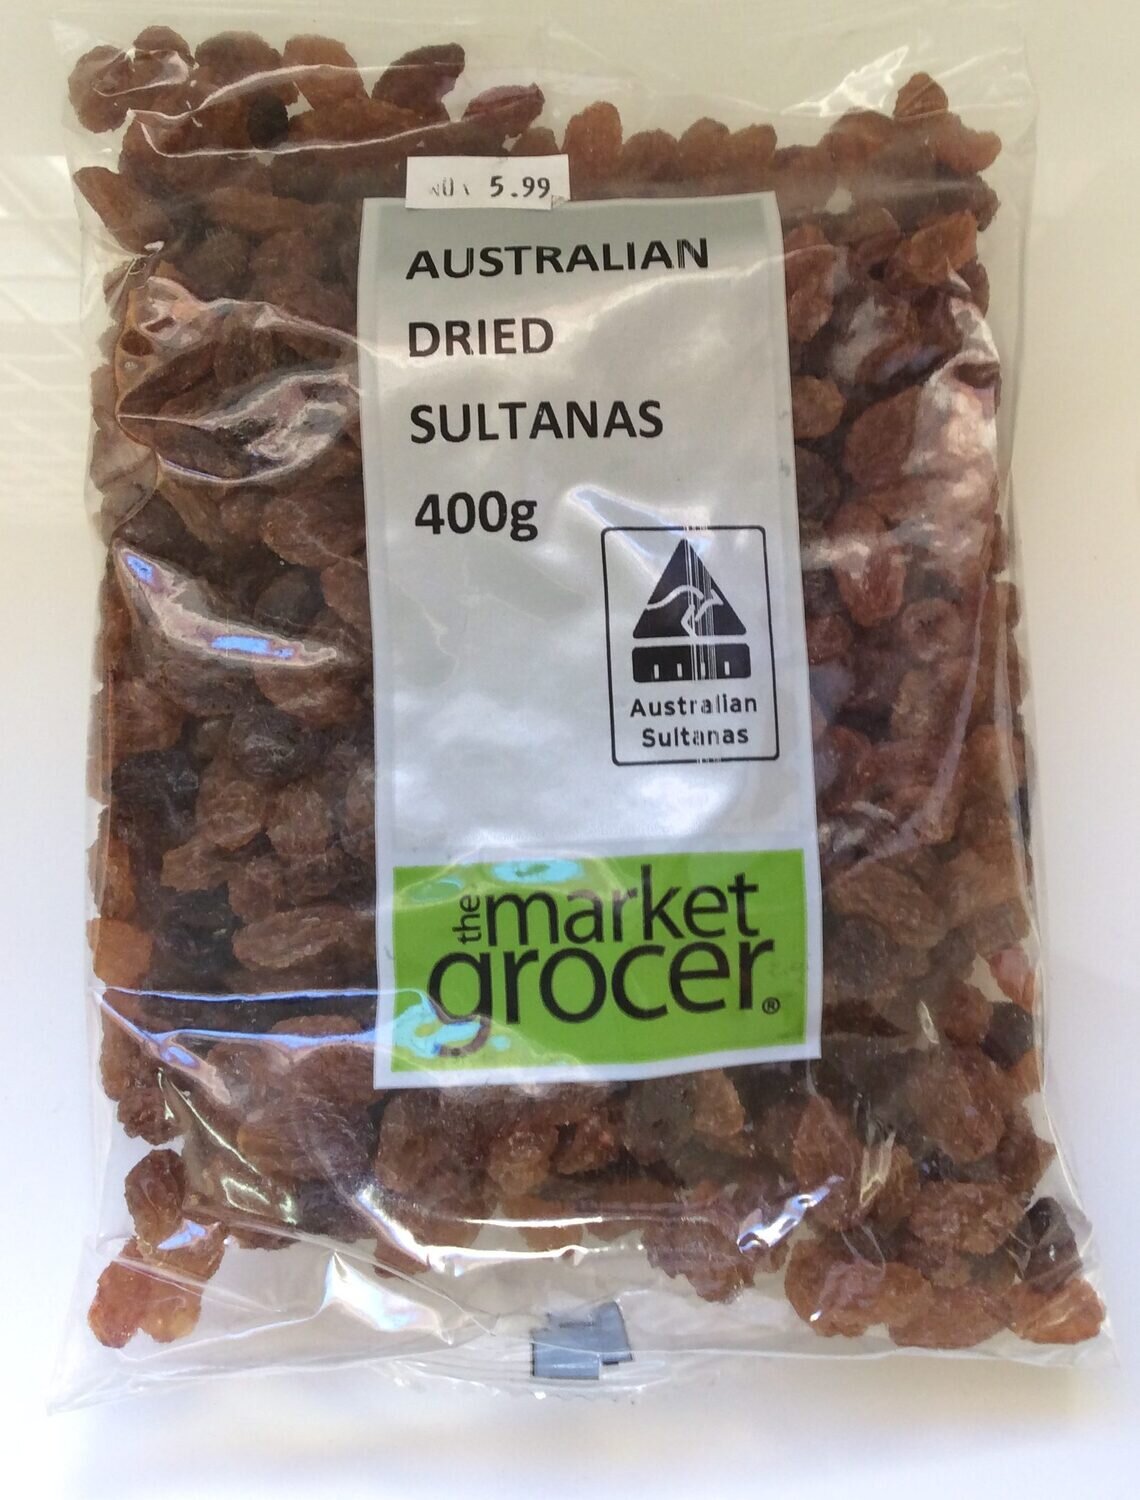 5.99
AUSTRALIAN
DRIED
SULTANAS
400g
Australian
Sultanas
the market
grocer®